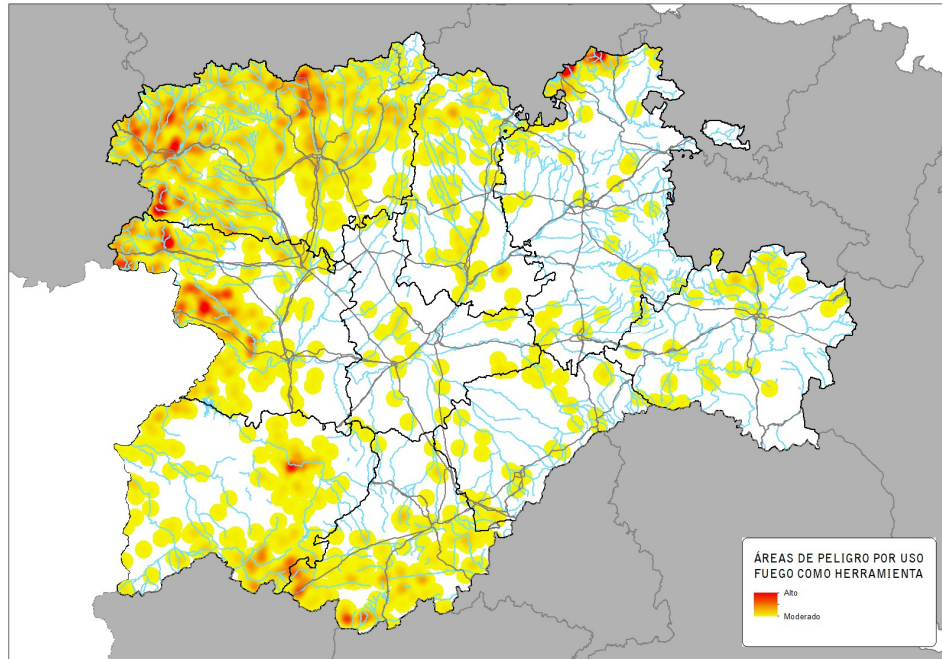 ÁREAS DE PELIGRO POR USO
FUEGO COMO HERRAMIENTA
Alto
Moderado